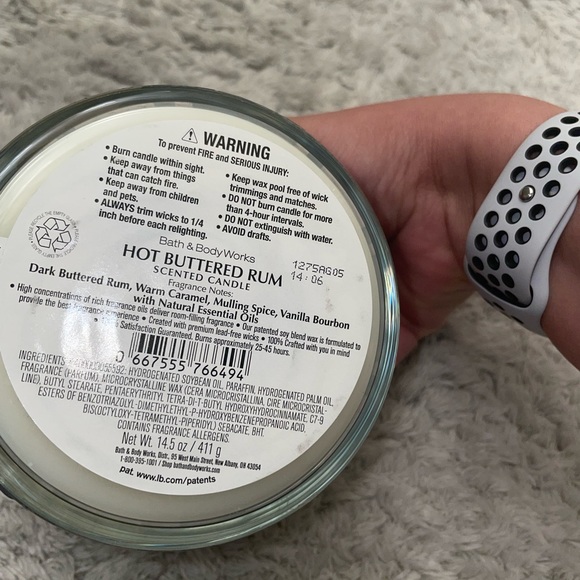 ⚠ WARNING
To prevent FIRE and SERIOUS INJURY:
• Burn candle within sight.
• Keep away from things that can catch fire.
• Keep away from children and pets.
• ALWAYS trim wicks to 1/4 inch before each relighting.
• Keep wax pool free of wick trimmings and matches.
• DO NOT burn candle for more than 4-hour intervals.
• DO NOT extinguish with water.
• AVOID drafts.
Bath & Body Works
HOT BUTTERED RUM
SCENTED CANDLE
1275AG05
14:06
Fragrance Notes:
Dark Buttered Rum, Warm Caramel, Mulling Spice, Vanilla Bourbon
with Natural Essential Oils
• High concentrations of rich fragrance oils deliver room-filling fragrance • Our patented soy blend wax is formulated to
provide the best fragrance experience • Created with premium lead-free wicks • 100% Crafted with you in mind
Satisfaction Guaranteed. Burns approximately 25-45 hours.
0 667555 766494
INGREDIENTS HYDROGENATED SOYBEAN OIL, PARAFFIN, HYDROGENATED PALM OIL,
FRAGRANCE (PARFUM), MICROCRYSTALLINE WAX (CERA MICROCRISTALLINA, CIRE MICROCRISTAL-
LINE), BUTYL STEARATE, PENTAERYTHRITYL TETRA-DI-T-BUTYL HYDROXYHYDROCINNAMATE, C7-9
ESTERS OF BENZOTRIAZOLYL-DIMETHYLETHYL-P-HYDROXYBENZENEPROPANOIC ACID,
BIS(OCTYLOXY-TETRAMETHYL-PIPERIDYL) SEBACATE, BHT.
CONTAINS FRAGRANCE ALLERGENS.
Net Wt. 14.5 oz / 411 g
Bath & Body Works, Distr., 95 West Main Street, New Albany, OH 43054
1-800-395-1001 / Shop bathandbodyworks.com
pat. www.lb.com/patents